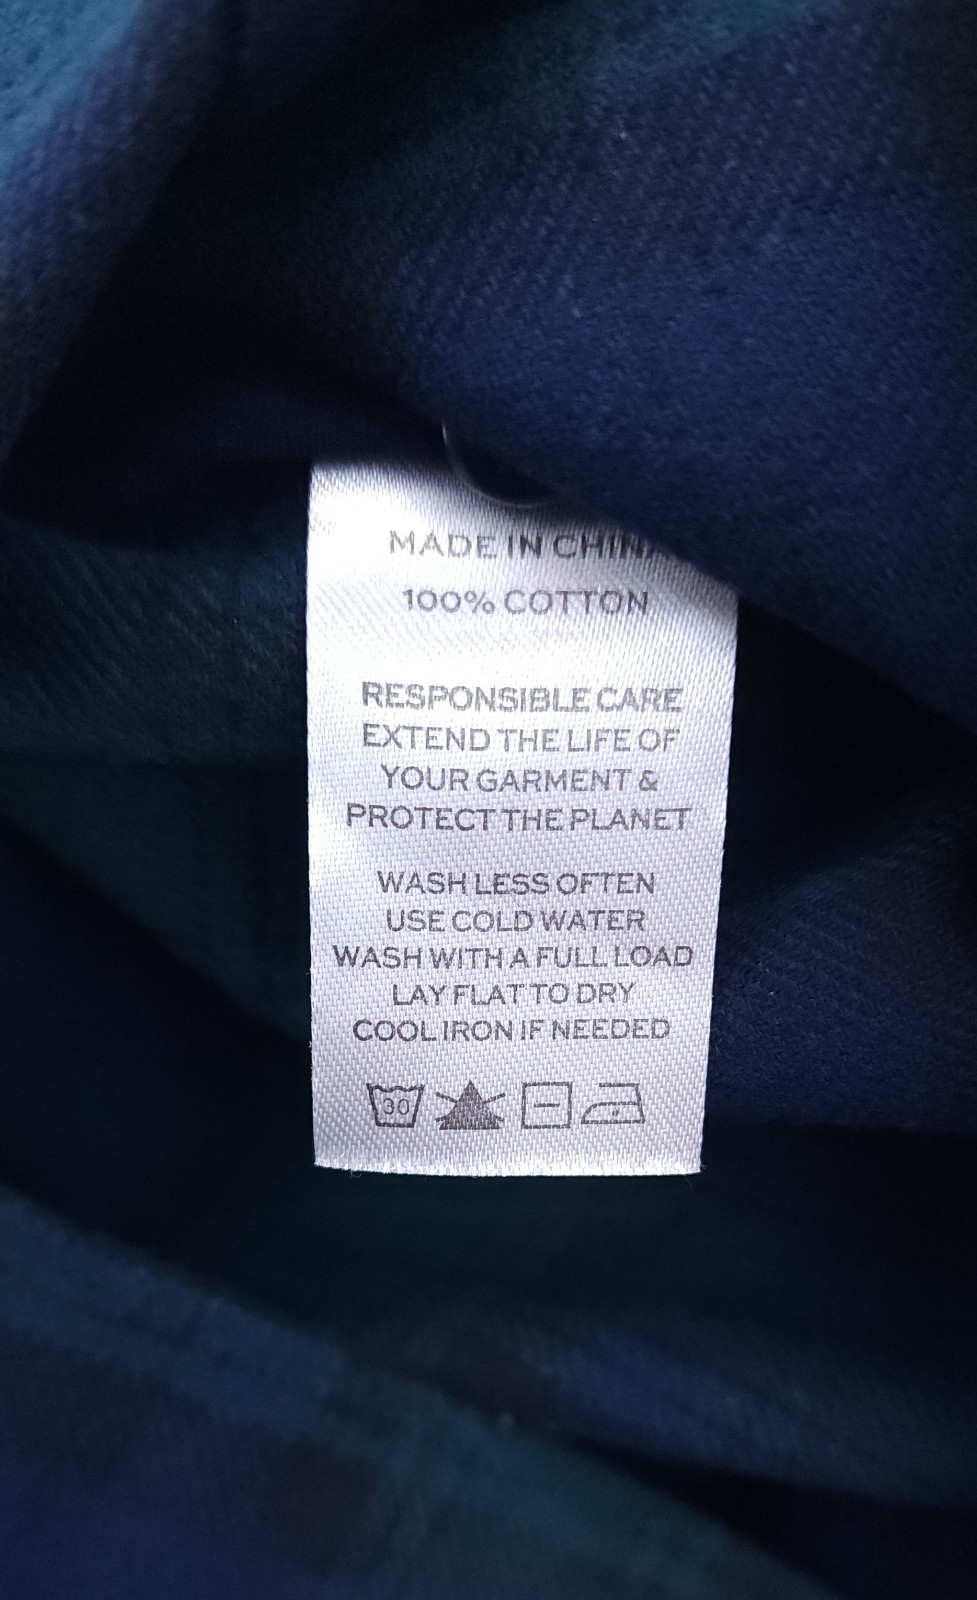 MADE IN CHINA
100% COTTON
RESPONSIBLE CARE
EXTEND THE LIFE OF
YOUR GARMENT &
PROTECT THE PLANET
WASH LESS OFTEN
USE COLD WATER
WASH WITH A FULL LOAD
LAY FLAT TO DRY
COOL IRON IF NEEDED
30